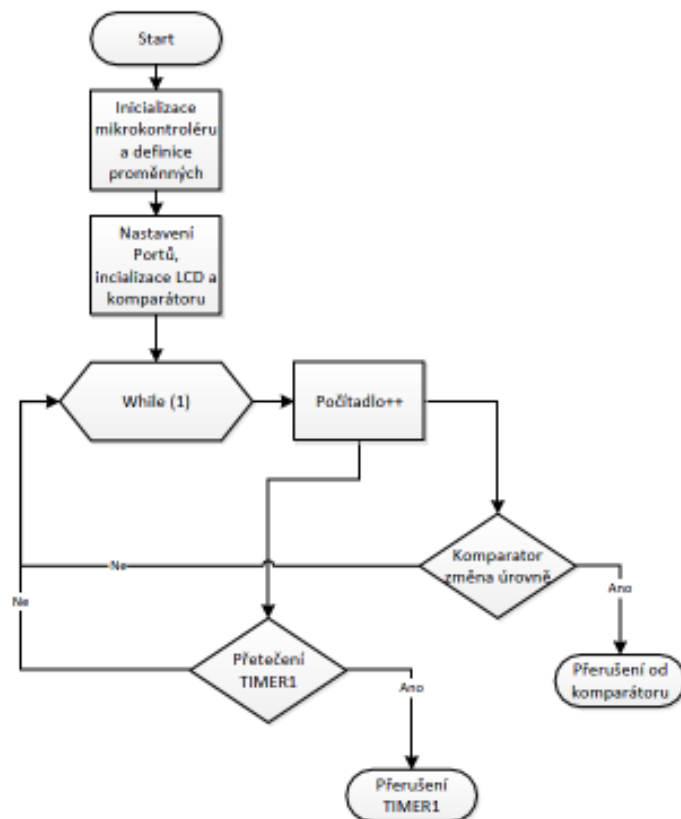 Start
Inicializace
mikrokontroléru
a definice
proměnných
Nastavení
Portů,
incializace LCD a
komparátoru
While (1)
Počítadlo++
Komparator
změna úrovně
Ne
Ano
Ne
Přetečení
TIMER1
Ano
Přerušení od
komparátoru
Přerušení
TIMER1